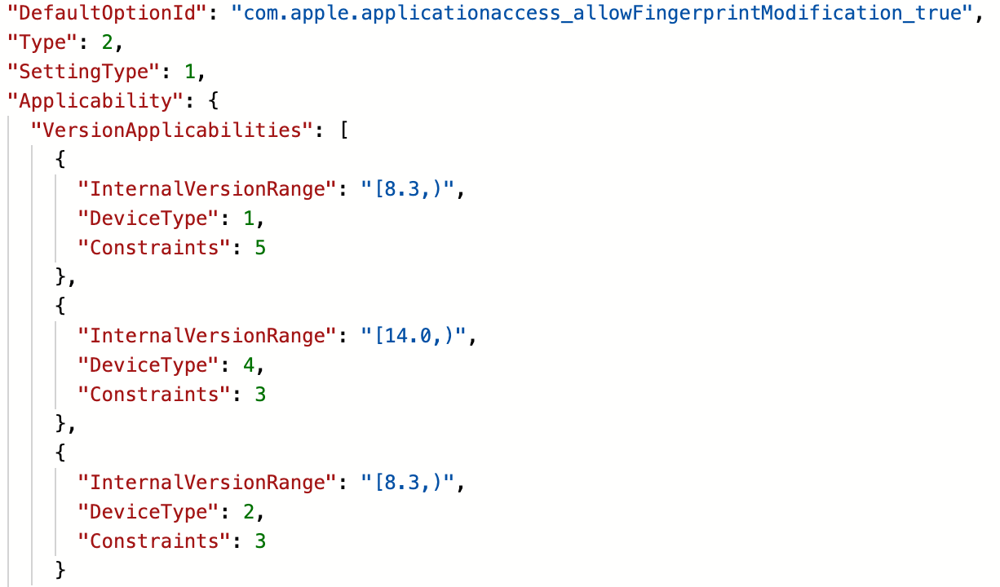 "DefaultOptionId": "com.apple.applicationaccess_allowFingerprintModification_true",
"Type": 2,
"SettingType": 1,
"Applicability": {
"VersionApplicabilities": [
{
"InternalVersionRange": "[8.3,)",
"DeviceType": 1,
"Constraints": 5
},
{
"InternalVersionRange": "[14.0,)",
"DeviceType": 4,
"Constraints": 3
},
{
"InternalVersionRange": "[8.3,)",
"DeviceType": 2,
"Constraints": 3
}